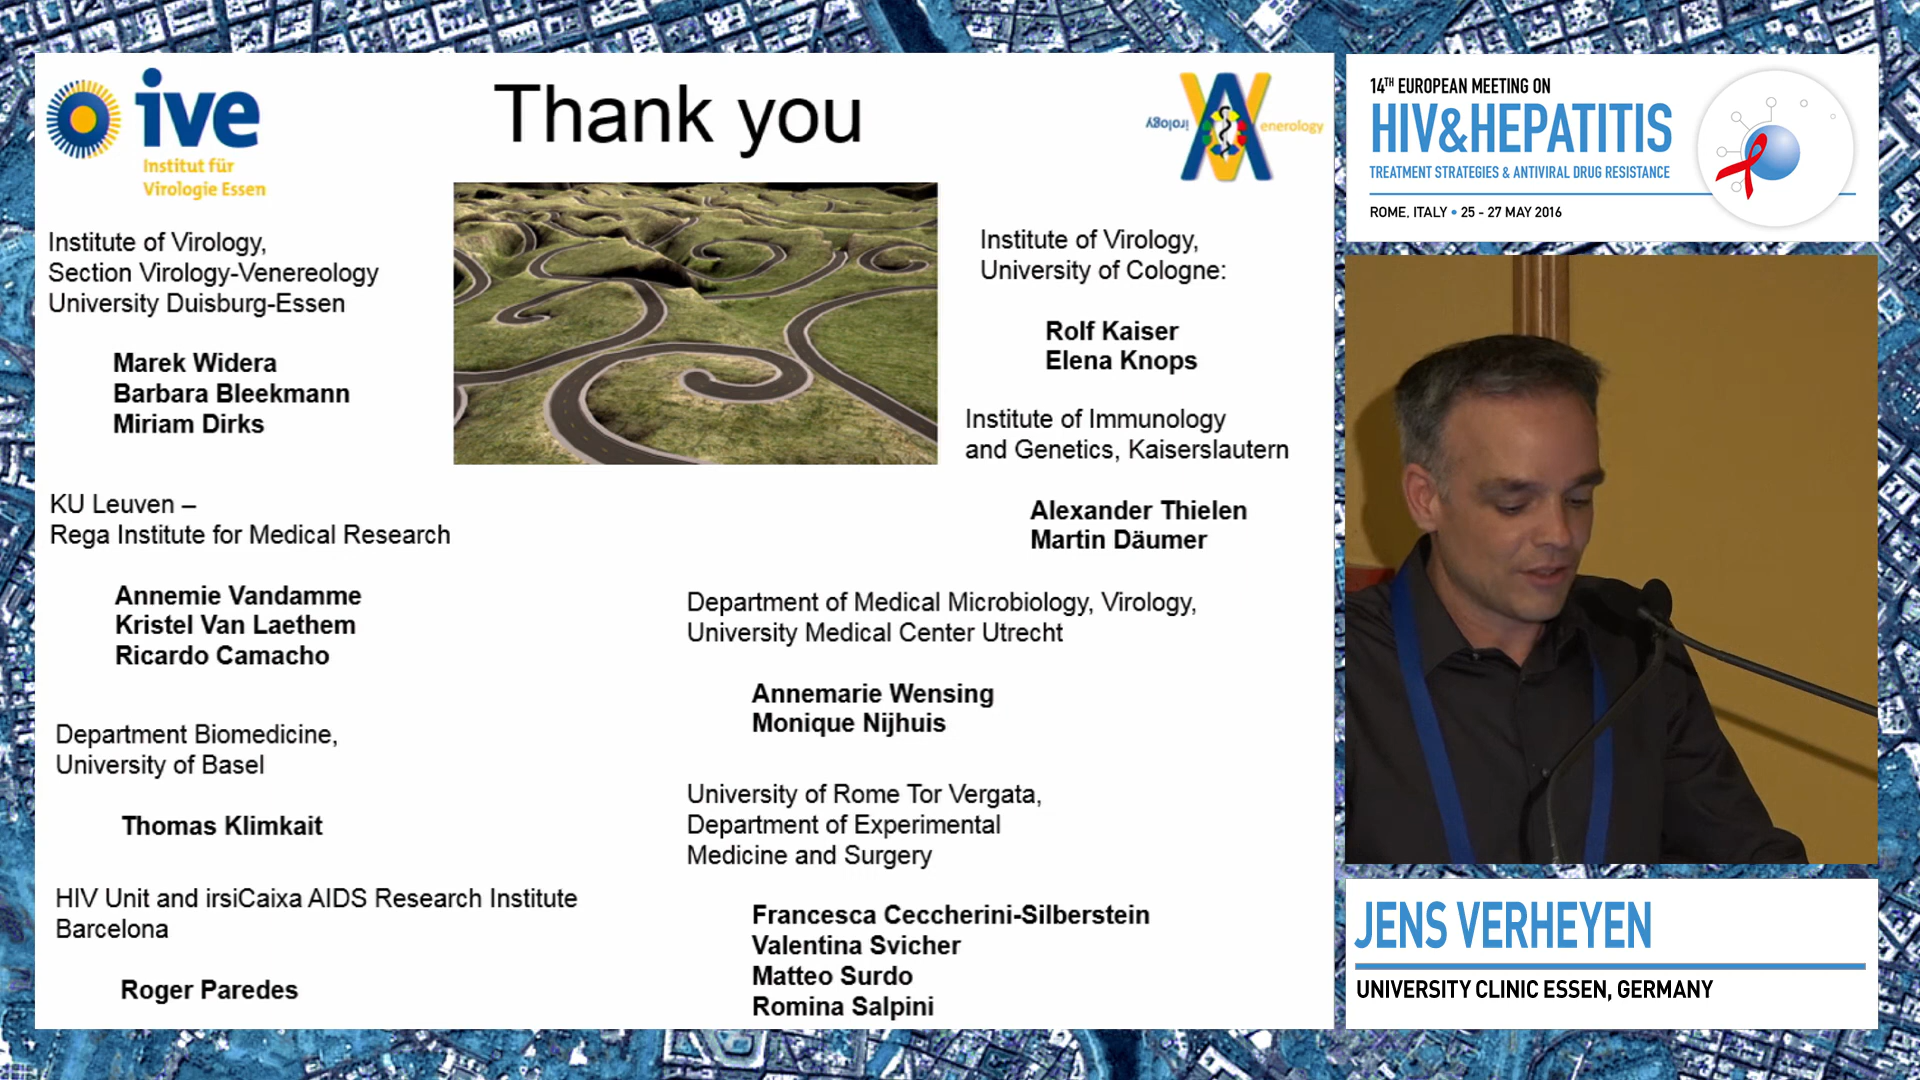 ive
Institut für
Virologie Essen
Thank you
virology
enerology
Institute of Virology,
Section Virology-Venereology
University Duisburg-Essen
Marek Widera
Barbara Bleekmann
Miriam Dirks
KU Leuven –
Rega Institute for Medical Research
Annemie Vandamme
Kristel Van Laethem
Ricardo Camacho
Department Biomedicine,
University of Basel
Thomas Klimkait
HIV Unit and irsiCaixa AIDS Research Institute
Barcelona
Roger Paredes
Institute of Virology,
University of Cologne:
Rolf Kaiser
Elena Knops
Institute of Immunology
and Genetics, Kaiserslautern
Alexander Thielen
Martin Däumer
Department of Medical Microbiology, Virology,
University Medical Center Utrecht
Annemarie Wensing
Monique Nijhuis
University of Rome Tor Vergata,
Department of Experimental
Medicine and Surgery
Francesca Ceccherini-Silberstein
Valentina Svicher
Matteo Surdo
Romina Salpini
14TH EUROPEAN MEETING ON
HIV&HEPATITIS
TREATMENT STRATEGIES & ANTIVIRAL DRUG RESISTANCE
ROME, ITALY • 25 - 27 MAY 2016
JENS VERHEYEN
UNIVERSITY CLINIC ESSEN, GERMANY